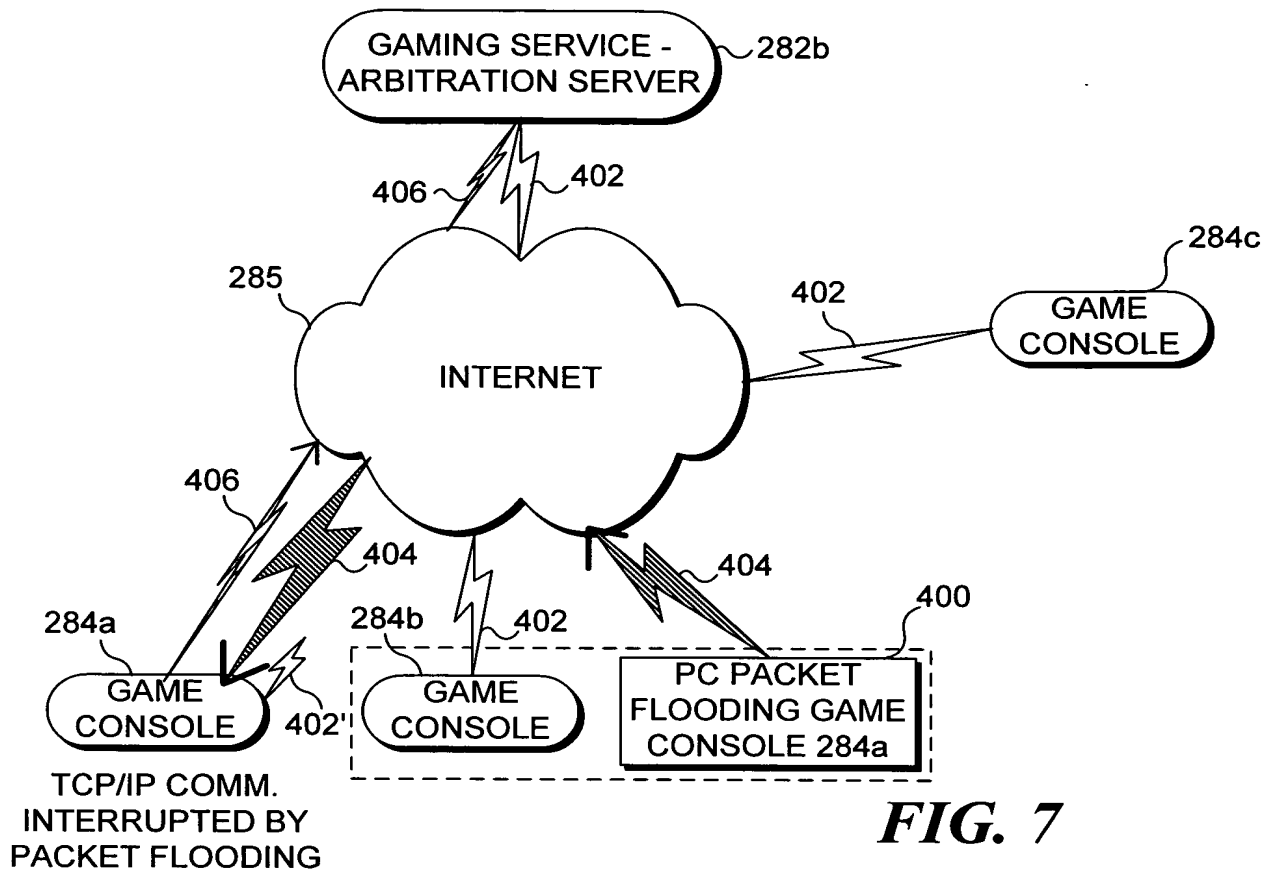 GAMING SERVICE -
ARBITRATION SERVER
282b
406
402
284c
285
402
GAME
CONSOLE
INTERNET
406
404
404
400
284a
284b
402
GAME
CONSOLE
402'
GAME
CONSOLE
PC PACKET
FLOODING GAME
CONSOLE 284a
TCP/IP COMM.
INTERRUPTED BY
PACKET FLOODING
FIG. 7